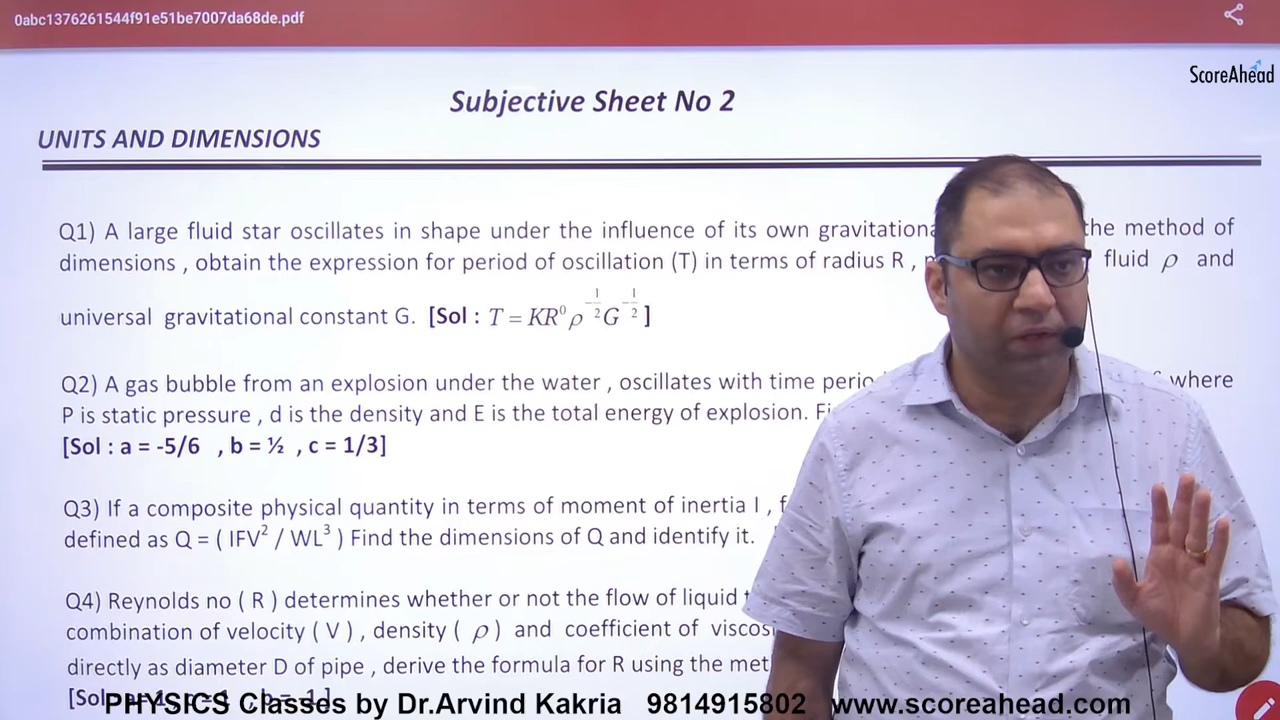 0abc1376261544f91e51be7007da68de.pdf
ScoreAhead
Subjective Sheet No 2
UNITS AND DIMENSIONS
Q1) A large fluid star oscillates in shape under the influence of its own gravitationa the method of
dimensions , obtain the expression for period of oscillation (T) in terms of radius R , fluid ρ and
universal gravitational constant G. [Sol : T = KR⁰ ρ^{-1/2} G^{-1/2} ]
Q2) A gas bubble from an explosion under the water , oscillates with time perio where
P is static pressure , d is the density and E is the total energy of explosion.
[Sol : a = -5/6 , b = ½ , c = 1/3]
Q3) If a composite physical quantity in terms of moment of inertia I ,
defined as Q = ( IFV² / WL³ ) Find the dimensions of Q and identify it.
Q4) Reynolds no ( R ) determines whether or not the flow of liquid
combination of velocity ( V ) , density ( ρ ) and coefficient of viscos
directly as diameter D of pipe , derive the formula for R using the met
[Sol
PHYSICS Classes by Dr.Arvind Kakria 9814915802 www.scoreahead.com